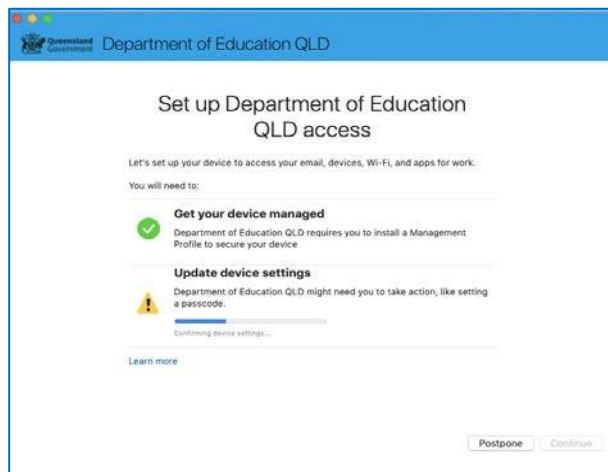 Queensland
Government
Department of Education QLD
Set up Department of Education
QLD access
Let's set up your device to access your email, devices, Wi-Fi, and apps for work.
You will need to:
Get your device managed
Department of Education QLD requires you to install a Management
Profile to secure your device
Update device settings
Department of Education QLD might need you to take action, like setting
a passcode.
Confirming device settings...
Learn more
Postpone
Continue